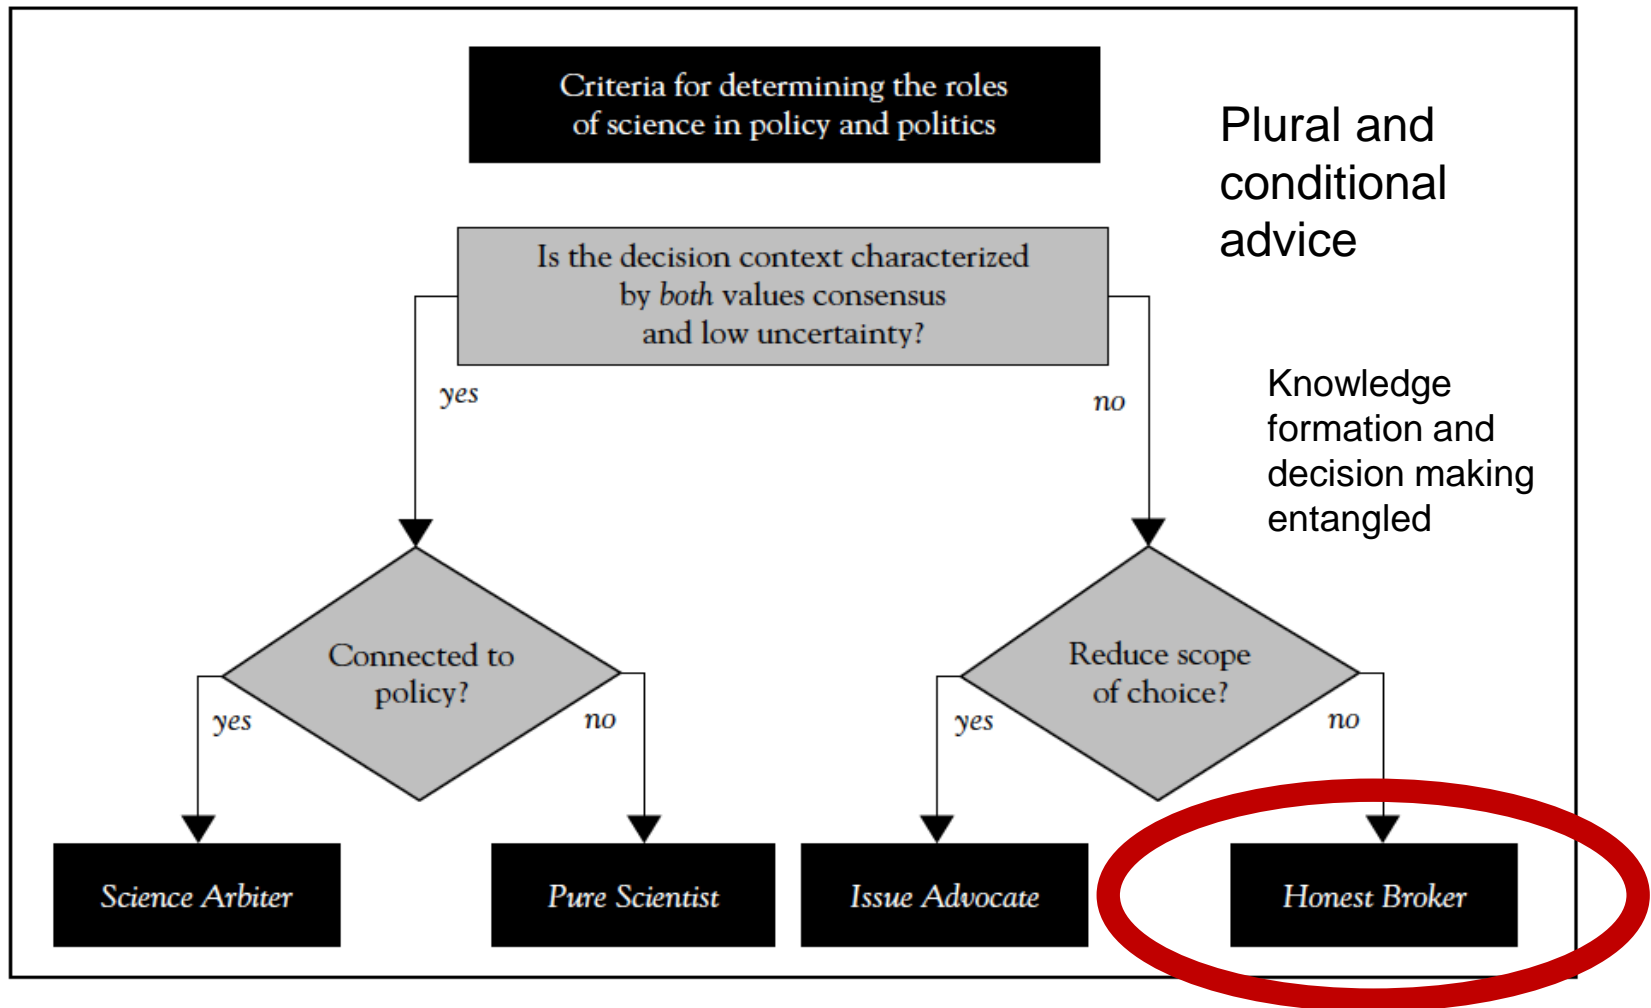 Criteria for determining the roles
of science in policy and politics
Plural and
conditional
advice
Is the decision context characterized
by both values consensus
and low uncertainty?
yes
no
Knowledge
formation and
decision making
entangled
Connected to
policy?
yes
no
Reduce scope
of choice?
yes
no
Science Arbiter
Pure Scientist
Issue Advocate
Honest Broker